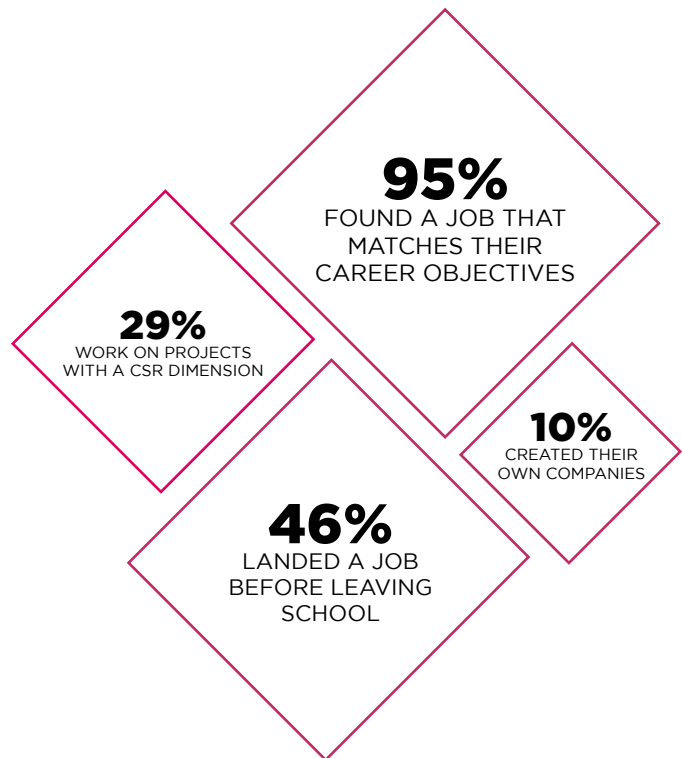 95%
FOUND A JOB THAT
MATCHES THEIR
CAREER OBJECTIVES
29%
WORK ON PROJECTS
WITH A CSR DIMENSION
10%
CREATED THEIR
OWN COMPANIES
46%
LANDED A JOB
BEFORE LEAVING
SCHOOL